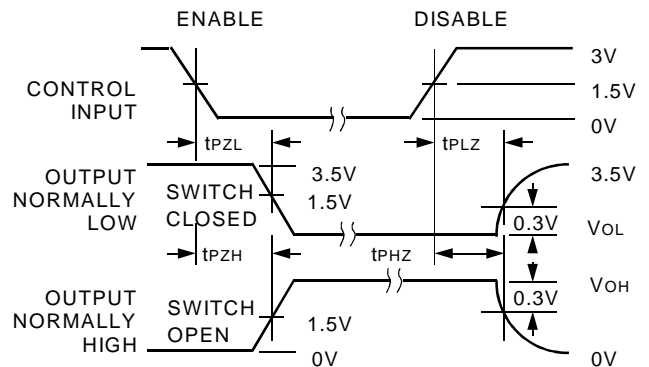 ENABLE DISABLE
CONTROL INPUT
3V
1.5V
0V
tPZL
tPLZ
OUTPUT NORMALLY LOW
SWITCH CLOSED
3.5V
1.5V
3.5V
0.3V
VOL
tPZH
tPHZ
OUTPUT NORMALLY HIGH
SWITCH OPEN
1.5V
0V
VOH
0.3V
0V